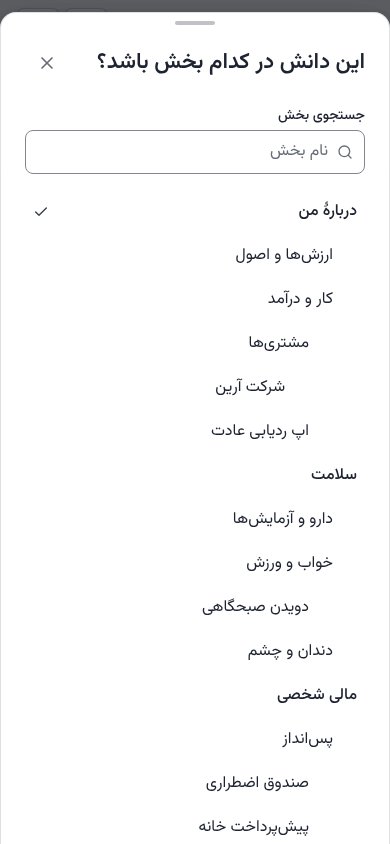 این دانش در کدام بخش باشد؟
جستجوی بخش
نام بخش
دربارهٔ من
ارزش‌ها و اصول
کار و درآمد
مشتری‌ها
شرکت آرین
اپ ردیابی عادت
سلامت
دارو و آزمایش‌ها
خواب و ورزش
دویدن صبحگاهی
دندان و چشم
مالی شخصی
پس‌انداز
صندوق اضطراری
پیش‌پرداخت خانه